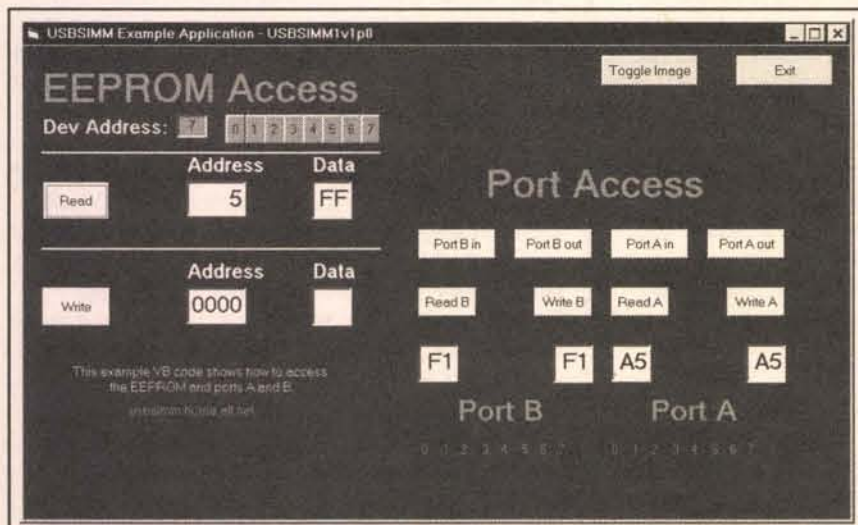 USBSIMM Example Application - USBSIMM1v1p0
Toggle Image
Exit
EEPROM Access
Dev Address: 7 0 1 2 3 4 5 6 7
Address Data
Read 5 FF
Address Data
Write 0000
This example VB code shows how to access
the EEPROM and ports A and B.
Port Access
Port B in Port B out Port A in Port A out
Read B Write B Read A Write A
F1 F1 A5 A5
Port B Port A
0 1 2 3 4 5 6 7 0 1 2 3 4 5 6 7